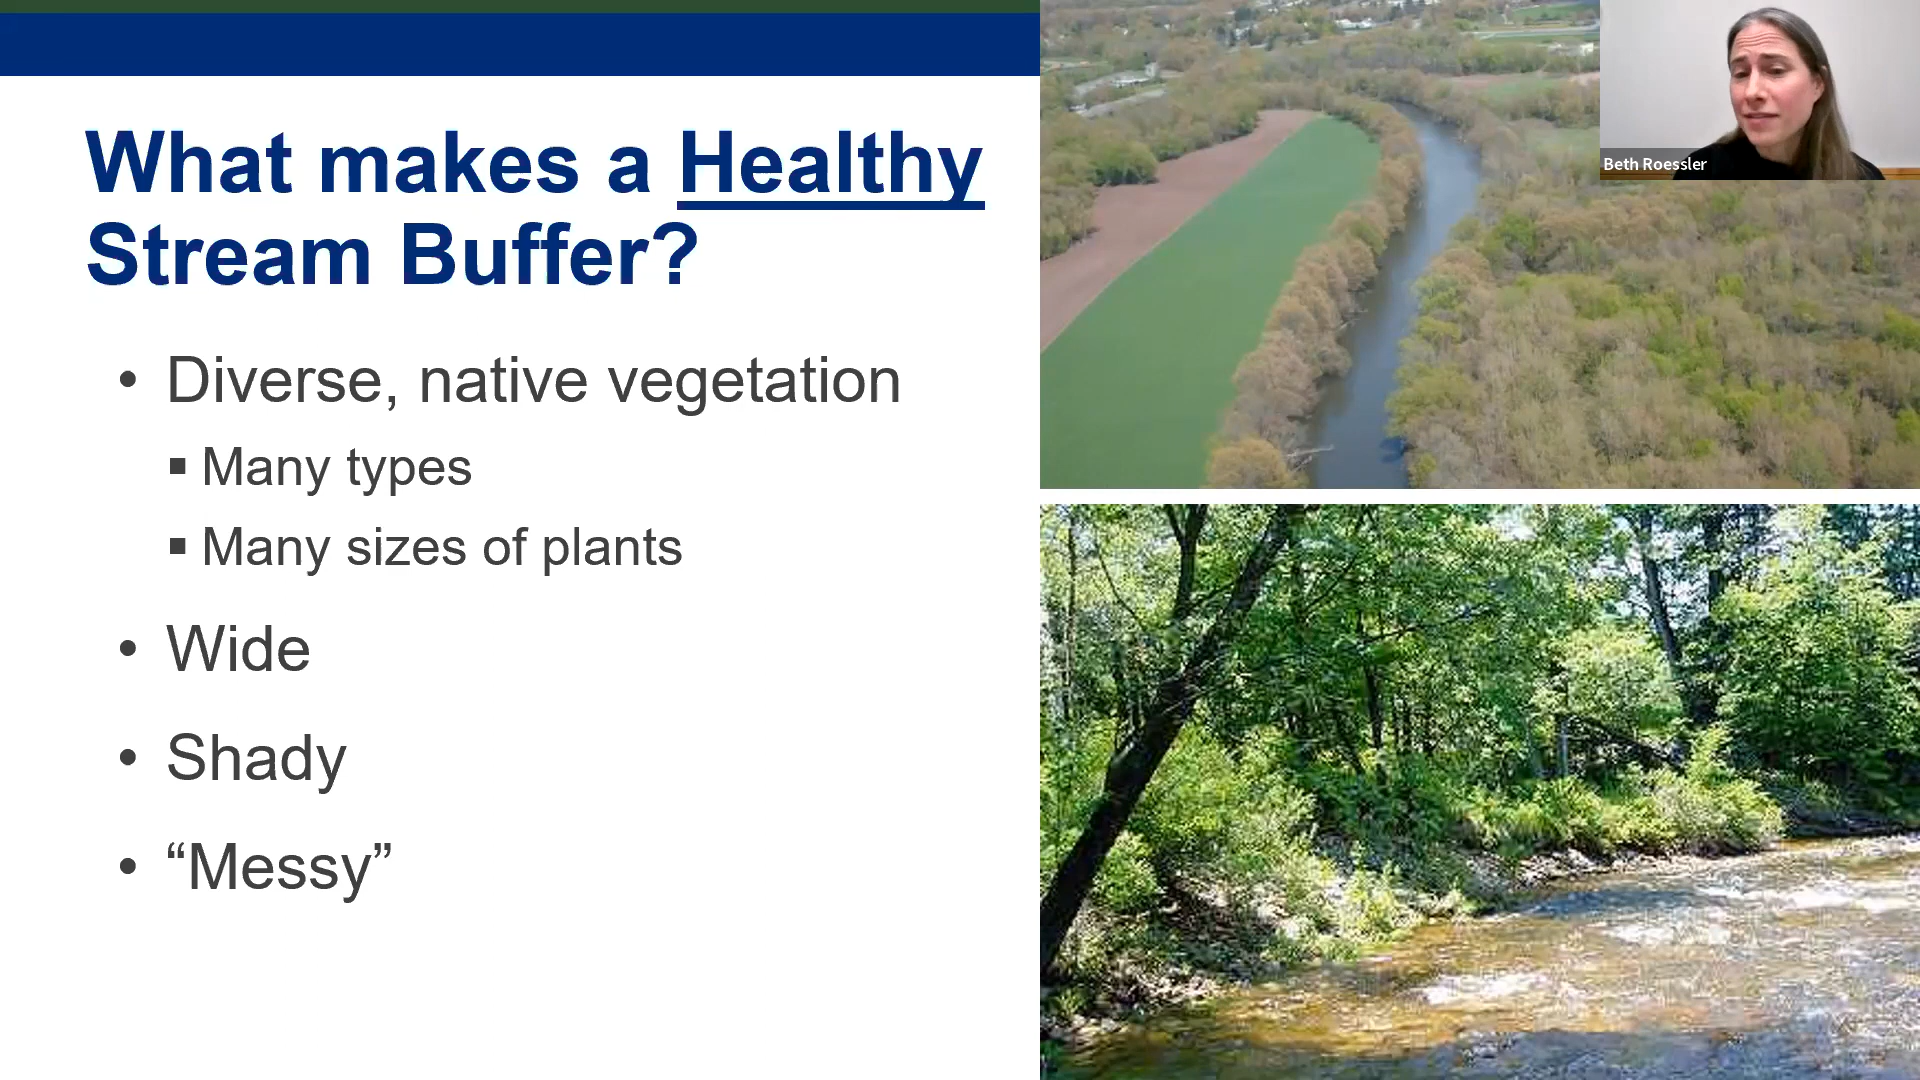 What makes a Healthy
Stream Buffer?
• Diverse, native vegetation
▪ Many types
▪ Many sizes of plants
• Wide
• Shady
• “Messy”
Beth Roessler